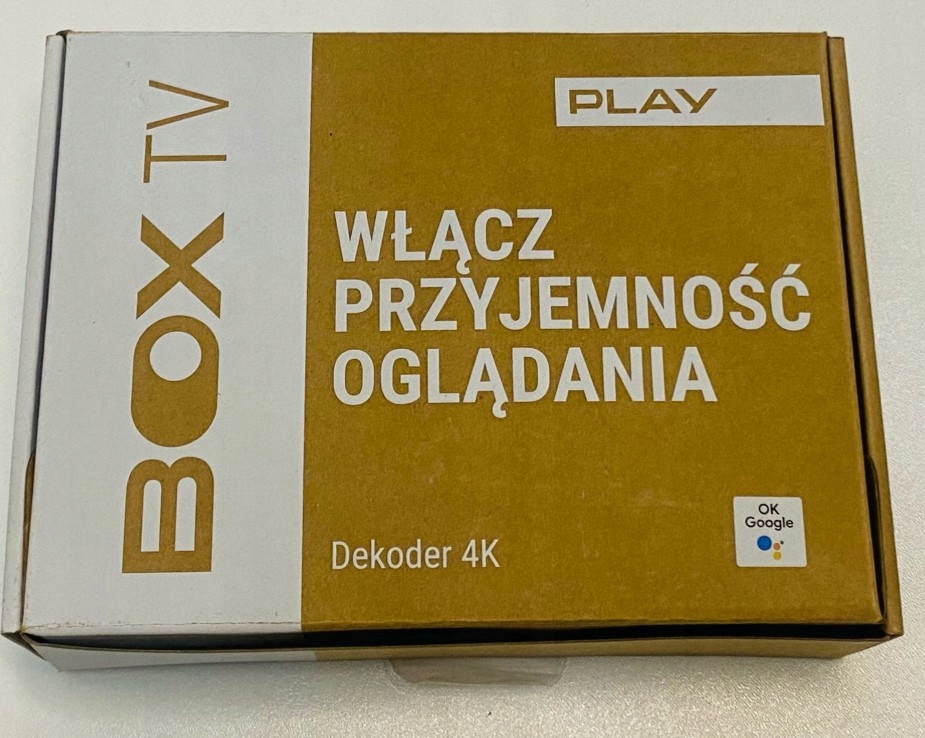 BOX TV
PLAY
WŁĄCZ
PRZYJEMNOŚĆ
OGLĄDANIA
Dekoder 4K
OK
Google